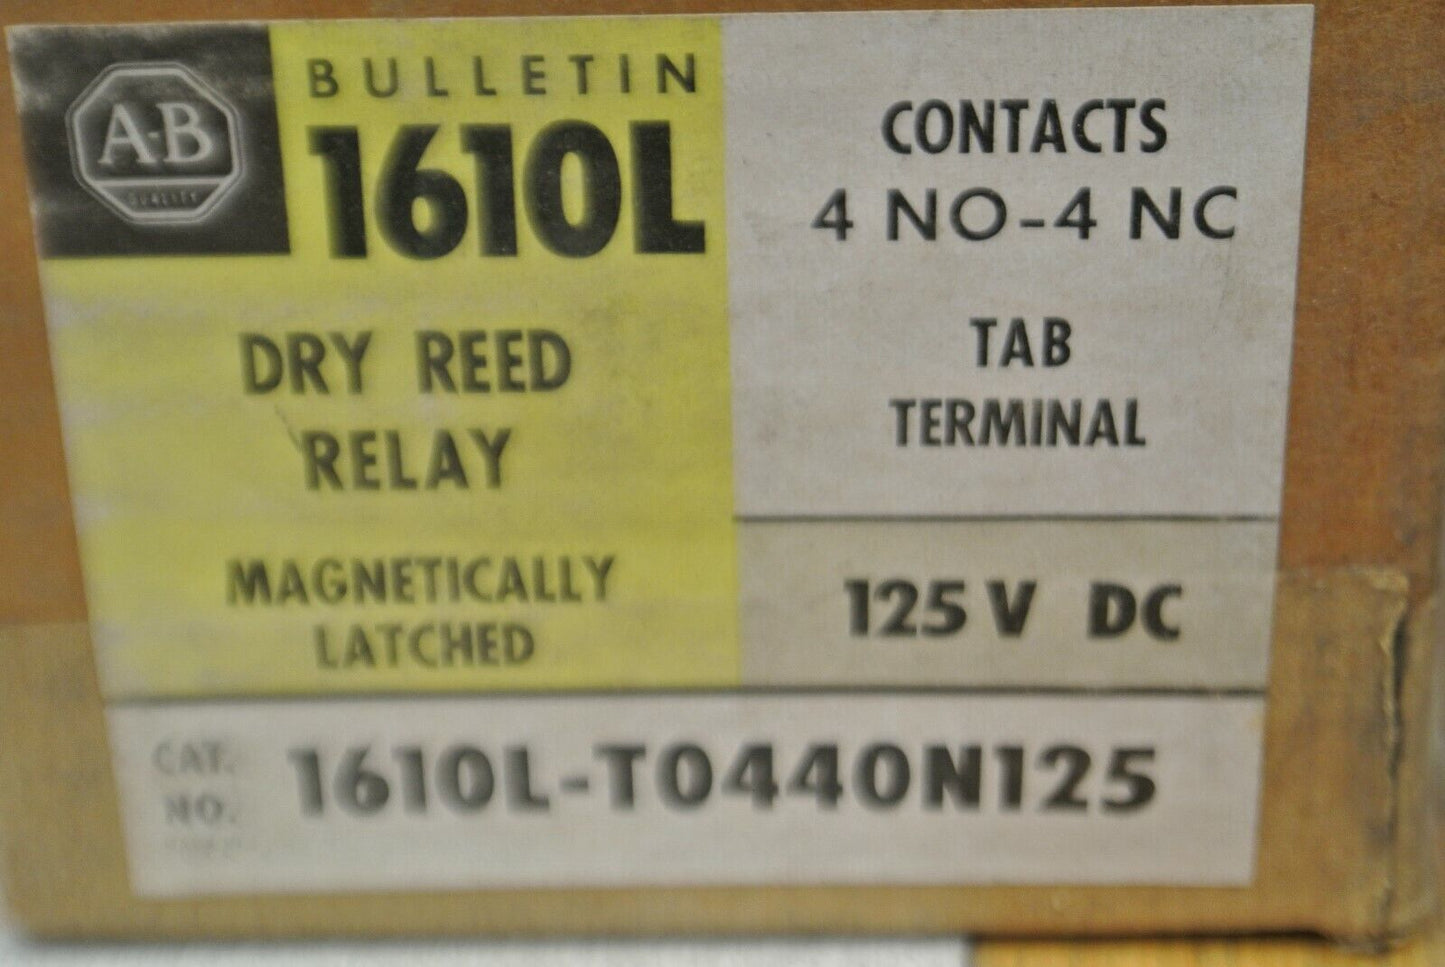 A-B
QUALITY
BULLETIN
1610L
DRY REED
RELAY
MAGNETICALLY
LATCHED
CONTACTS
4 NO-4 NC
TAB
TERMINAL
125 V DC
CAT.
NO.
1610L-T0440N125